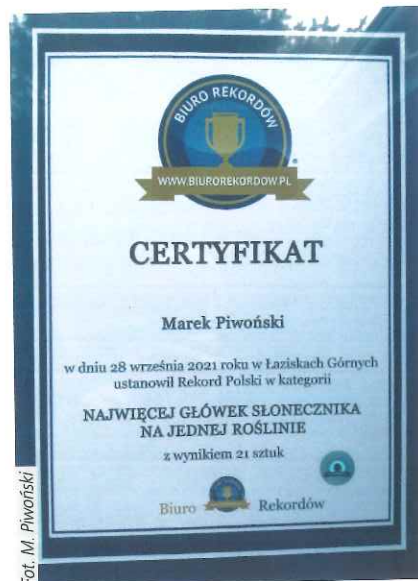 BIURO REKORDÓW
WWW.BIUROREKORDOW.PL
CERTYFIKAT
Marek Piwoński
w dniu 28 września 2021 roku w Łaziskach Górnych
ustanowił Rekord Polski w kategorii
NAJWIĘCEJ GŁÓWEK SŁONECZNIKA
NA JEDNEJ ROŚLINIE
z wynikiem 21 sztuk
Biuro Rekordów
Fot. M. Piwoński